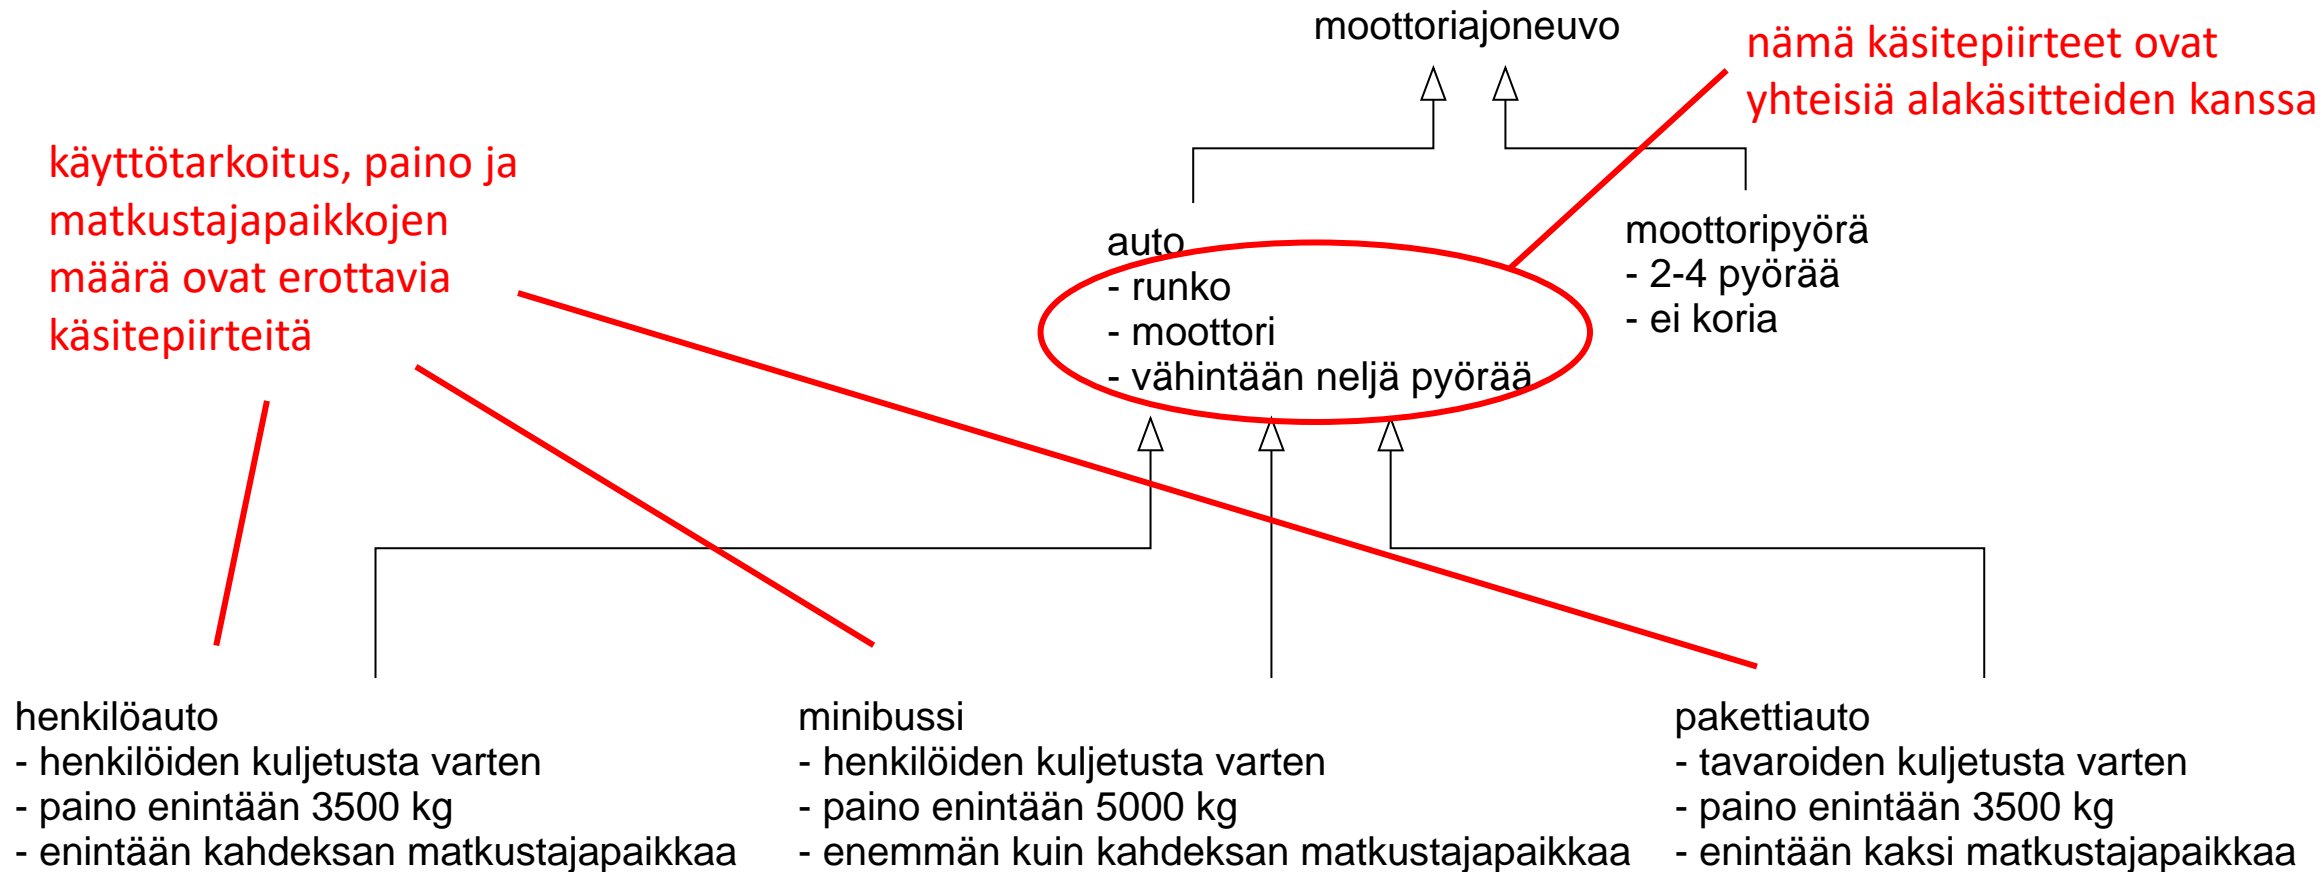 moottoriajoneuvo
nämä käsitepiirteet ovat
yhteisiä alakäsitteiden kanssa
käyttötarkoitus, paino ja
matkustajapaikkojen
määrä ovat erottavia
käsitepiirteitä
auto
- runko
- moottori
- vähintään neljä pyörää
moottoripyörä
- 2-4 pyörää
- ei koria
henkilöauto
- henkilöiden kuljetusta varten
- paino enintään 3500 kg
- enintään kahdeksan matkustajapaikkaa
minibussi
- henkilöiden kuljetusta varten
- paino enintään 5000 kg
- enemmän kuin kahdeksan matkustajapaikkaa
pakettiauto
- tavaroiden kuljetusta varten
- paino enintään 3500 kg
- enintään kaksi matkustajapaikkaa